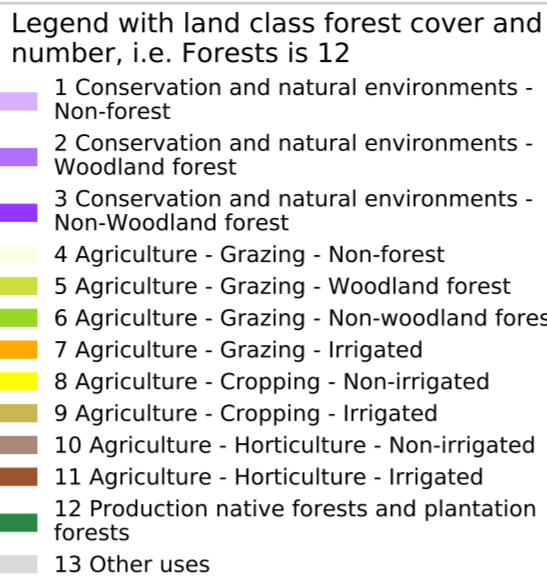 Legend with land class forest cover and
number, i.e. Forests is 12
1 Conservation and natural environments -
Non-forest
2 Conservation and natural environments -
Woodland forest
3 Conservation and natural environments -
Non-Woodland forest
4 Agriculture - Grazing - Non-forest
5 Agriculture - Grazing - Woodland forest
6 Agriculture - Grazing - Non-woodland fores
7 Agriculture - Grazing - Irrigated
8 Agriculture - Cropping - Non-irrigated
9 Agriculture - Cropping - Irrigated
10 Agriculture - Horticulture - Non-irrigated
11 Agriculture - Horticulture - Irrigated
12 Production native forests and plantation
forests
13 Other uses